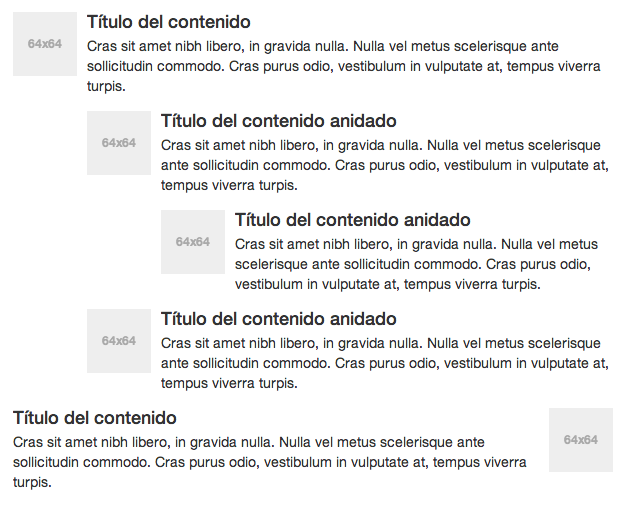 64x64
Título del contenido
Cras sit amet nibh libero, in gravida nulla. Nulla vel metus scelerisque ante
sollicitudin commodo. Cras purus odio, vestibulum in vulputate at, tempus viverra
turpis.
64x64
Título del contenido anidado
Cras sit amet nibh libero, in gravida nulla. Nulla vel metus scelerisque
ante sollicitudin commodo. Cras purus odio, vestibulum in vulputate at,
tempus viverra turpis.
64x64
Título del contenido anidado
Cras sit amet nibh libero, in gravida nulla. Nulla vel metus
scelerisque ante sollicitudin commodo. Cras purus odio,
vestibulum in vulputate at, tempus viverra turpis.
64x64
Título del contenido anidado
Cras sit amet nibh libero, in gravida nulla. Nulla vel metus scelerisque
ante sollicitudin commodo. Cras purus odio, vestibulum in vulputate at,
tempus viverra turpis.
Título del contenido
Cras sit amet nibh libero, in gravida nulla. Nulla vel metus scelerisque ante
sollicitudin commodo. Cras purus odio, vestibulum in vulputate at, tempus viverra
turpis.
64x64